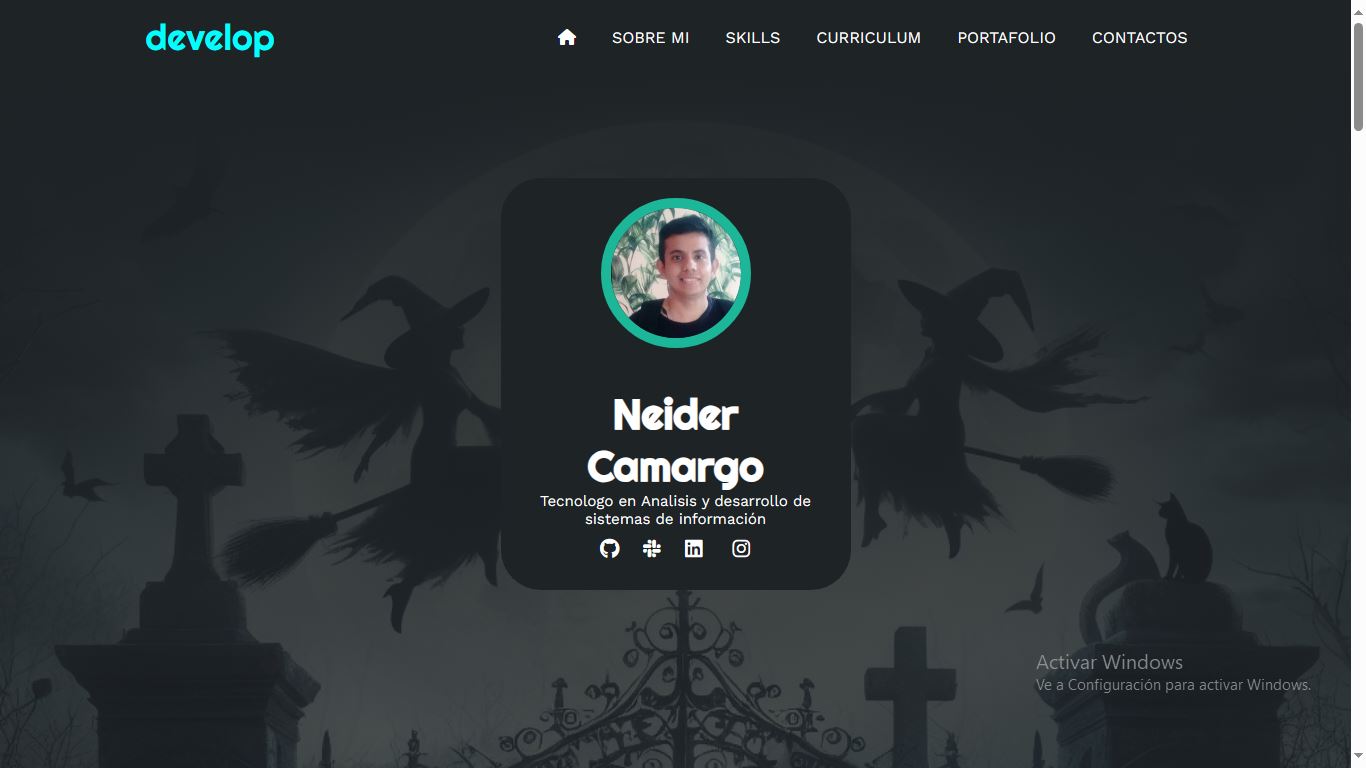 develop
SOBRE MI SKILLS CURRICULUM PORTAFOLIO CONTACTOS
Neider
Camargo
Tecnologo en Analisis y desarrollo de
sistemas de información
Activar Windows
Ve a Configuración para activar Windows.